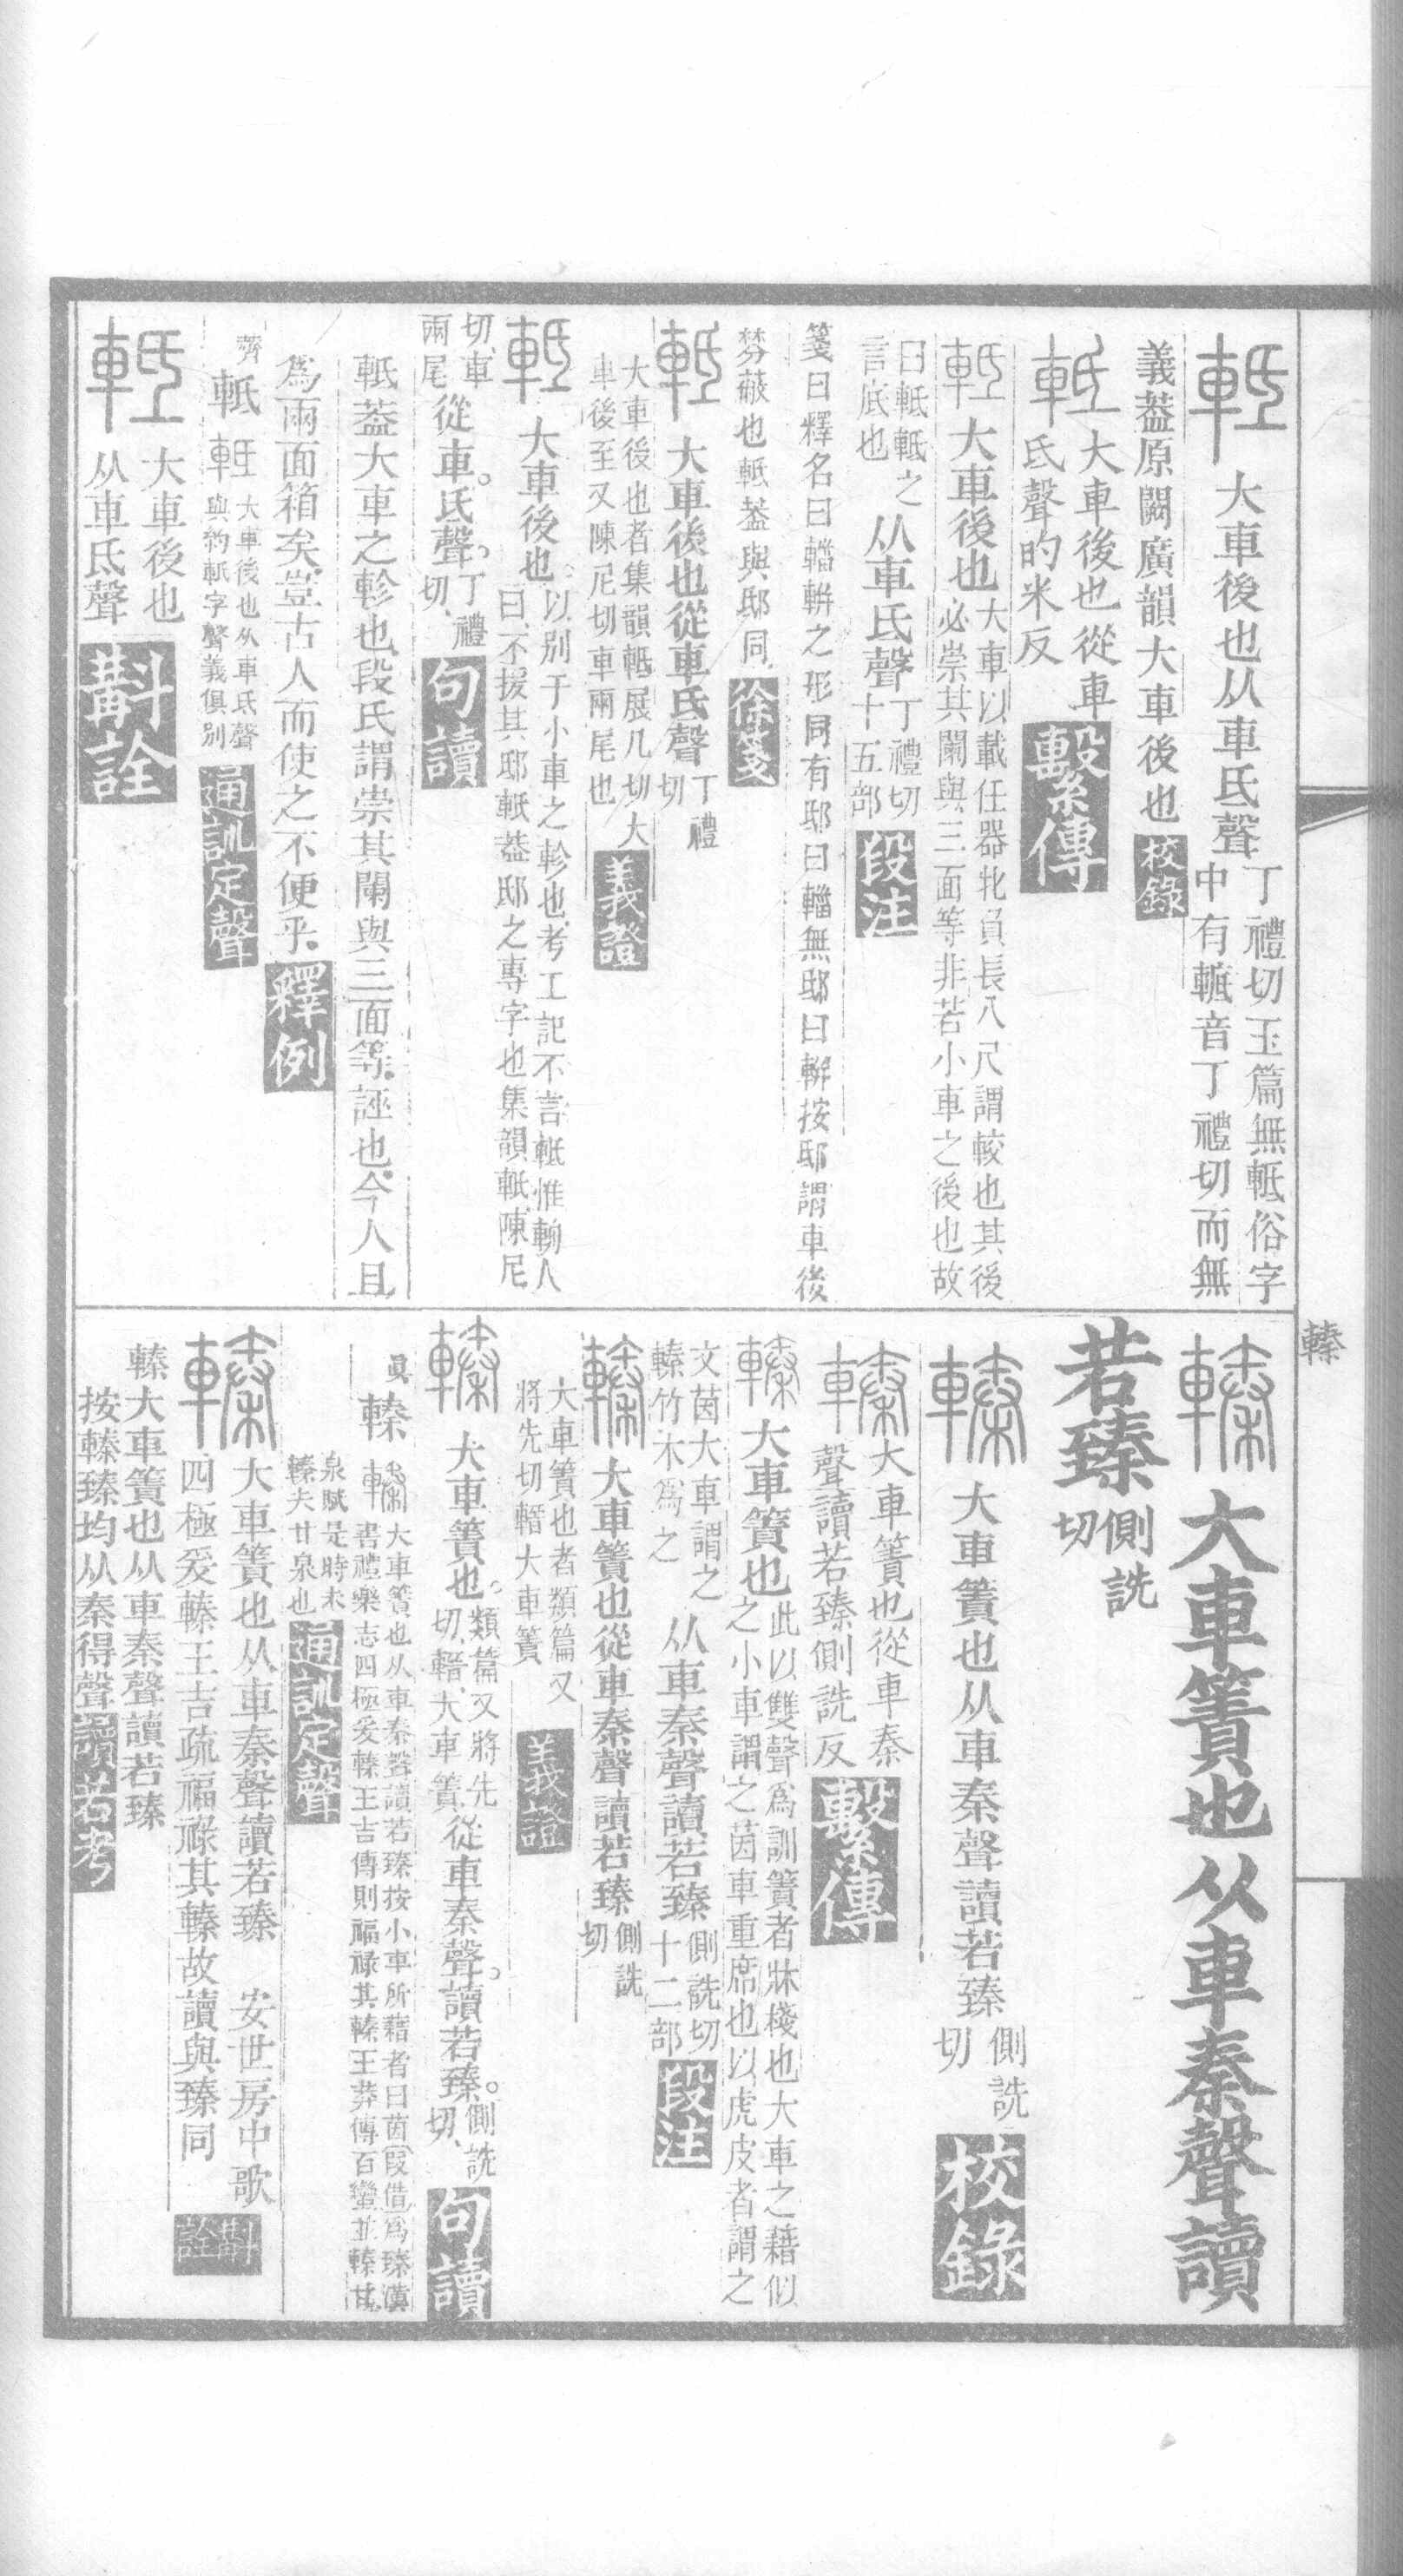 軧 大車後也从車氏聲 丁禮切玉篇無軧俗字
中有䡠音丁禮切而無
義葢原闕廣韻大車後也 校錄
軧 大車後也從車
氐聲旳米反 繫傳
軧 大車後也 大車以載任器牝服長八尺謂較也其後
必崇其闌與三面等非若小車之後也故
曰軧軧之
言底也 从車氏聲 丁禮切
十五部 段注
箋曰釋名曰輺軿之形同有邸曰輺無邸曰軿按邸謂車後
棼蔽也軧葢與邸同 徐箋
軧 大車後也從車氏聲 丁禮
切
大車後也者集韻軧展几切大
車後至又陳尼切車兩尾也 義證
軧 大車後也 以别于小車之軫也考工記不言軧惟輈人
曰不援其邸軧葢邸之專字也集韻軧陳尼
切車
兩尾 從車氏聲 丁禮
切 句讀
軧葢大車之軫也段氏謂崇其闌與三面等誣也今人且
爲兩面箱矣豈古人而使之不便乎 釋例
薺 軧 軧 大車後也从車氐聲
與軝字聲義俱別 通訓定聲
軧 大車後也
从車氐聲 斠詮
轃
轃 大車簀也从車秦聲讀
若臻 側詵
切
轃 大車簀也从車秦聲讀若臻 側詵
切 校錄
轃 大車簀也從車秦
聲讀若臻側詵反 繫傳
轃 大車簀也 此以雙聲爲訓簀者牀棧也大車之藉似
之小車謂之茵車重席也以虎皮者謂之
文茵大車謂之
轃竹木爲之 从車秦聲讀若臻 側詵切
十二部 段注
轃 大車簀也從車秦聲讀若臻 側詵
切
大車簀也者類篇又
將先切轃大車簀 義證
轃 大車簀也 類篇又將先
切轃大車簀 從車秦聲讀若臻 側詵
切 句讀
眞 轃 轃 大車簀也从車秦聲讀若臻按小車所藉者曰茵(叚借)爲臻漢
書禮樂志四極爰轃王吉傳則福祿其轃王莽傳百蠻並轃甘
泉賦是時未
轃夫甘泉也 通訓定聲
轃 大車簀也从車秦聲讀若臻 安世房中歌
四極爰轃王吉疏福祿其轃故讀與臻同 斠詮
轃大車簀也从車秦聲讀若臻
按轃臻均从秦得聲 讀若考